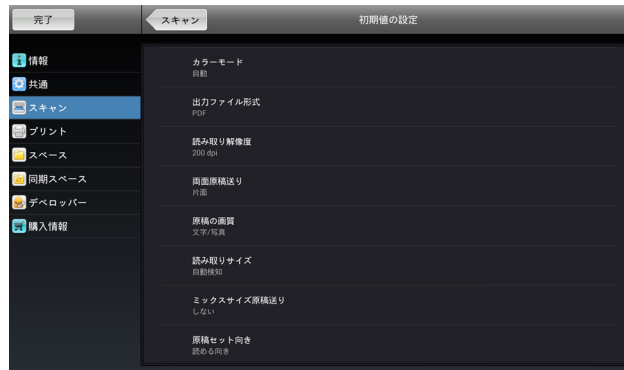 完了
スキャン
初期値の設定
情報
共通
スキャン
プリント
スペース
同期スペース
デベロッパー
購入情報
カラーモード
自動
出力ファイル形式
PDF
読み取り解像度
200 dpi
両面原稿送り
片面
原稿の画質
文字/写真
読み取りサイズ
自動検知
ミックスサイズ原稿送り
しない
原稿セット向き
読める向き